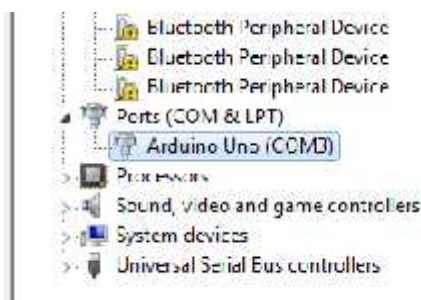 Bluetooth Peripheral Device
Bluetooth Peripheral Device
Bluetooth Peripheral Device
Ports (COM & LPT)
Arduino Uno (COM3)
Processors
Sound, video and game controllers
System devices
Universal Serial Bus controllers